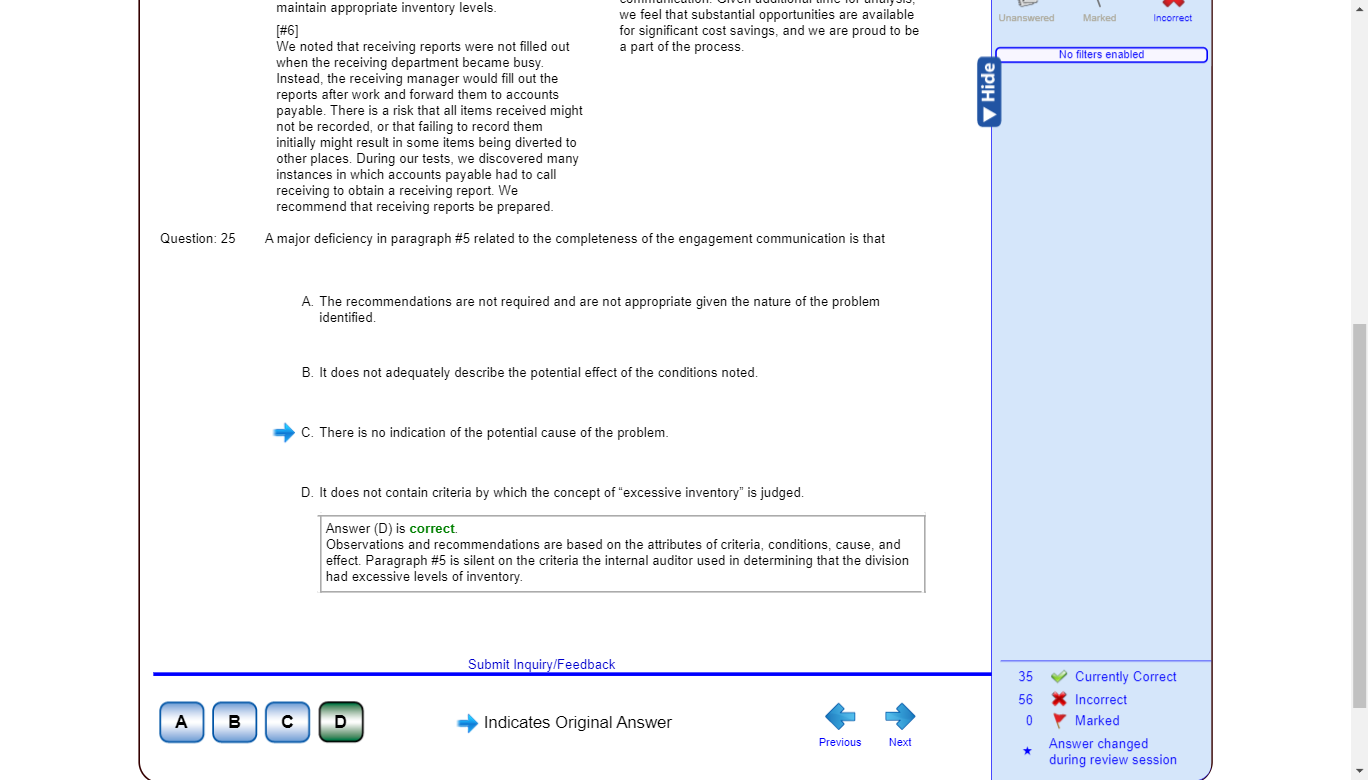 maintain appropriate inventory levels.
[#6]
We noted that receiving reports were not filled out
when the receiving department became busy.
Instead, the receiving manager would fill out the
reports after work and forward them to accounts
payable. There is a risk that all items received might
not be recorded, or that failing to record them
initially might result in some items being diverted to
other places. During our tests, we discovered many
instances in which accounts payable had to call
receiving to obtain a receiving report. We
recommend that receiving reports be prepared.
communication. Given additional time for analysis,
we feel that substantial opportunities are available
for significant cost savings, and we are proud to be
a part of the process.
Question: 25 A major deficiency in paragraph #5 related to the completeness of the engagement communication is that
A. The recommendations are not required and are not appropriate given the nature of the problem
identified.
B. It does not adequately describe the potential effect of the conditions noted.
C. There is no indication of the potential cause of the problem.
D. It does not contain criteria by which the concept of “excessive inventory” is judged.
Answer (D) is correct.
Observations and recommendations are based on the attributes of criteria, conditions, cause, and
effect. Paragraph #5 is silent on the criteria the internal auditor used in determining that the division
had excessive levels of inventory.
Submit Inquiry/Feedback
A B C D
Indicates Original Answer
Previous Next
Unanswered Marked Incorrect
No filters enabled
Hide
35 Currently Correct
56 Incorrect
0 Marked
Answer changed
during review session